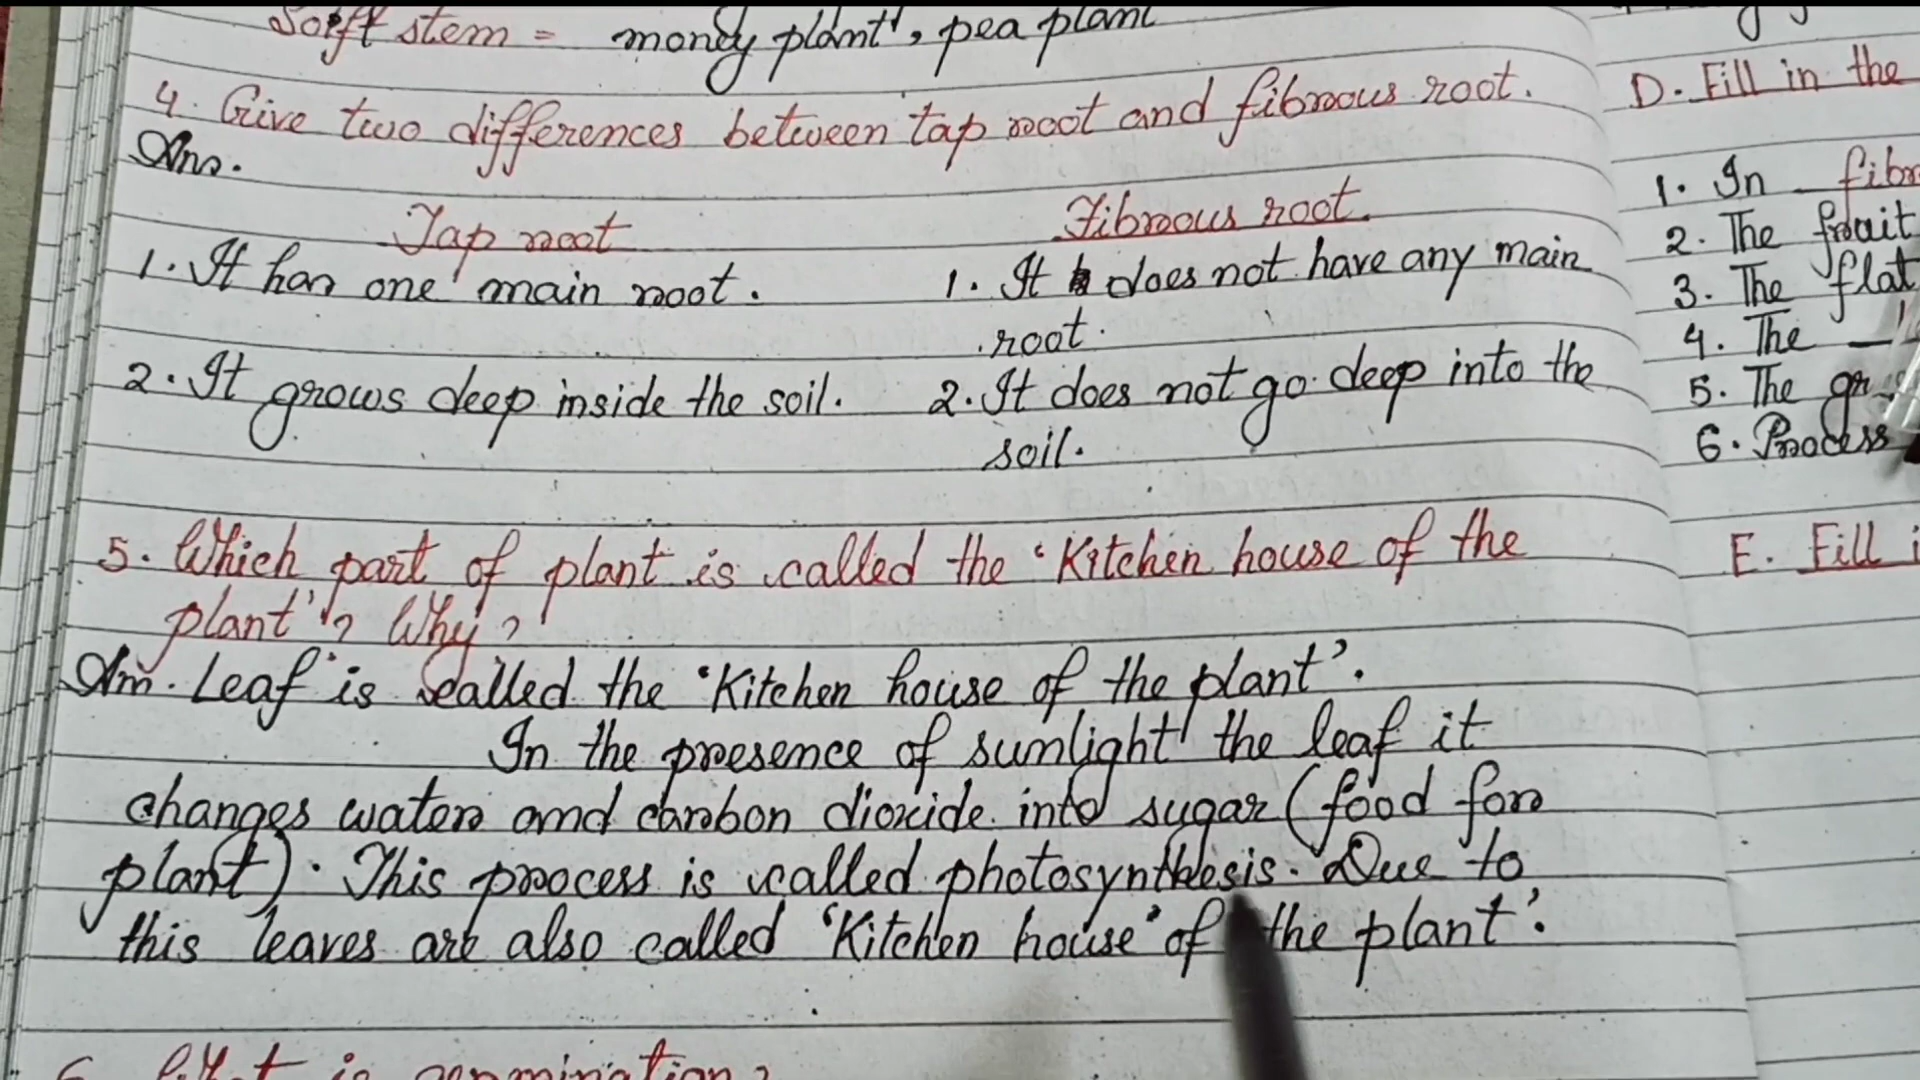 Soft stem = money plant, pea plant
4. Give two differences between tap root and fibrous root.
Ans.
Tap root
Fibrous root.
1. It has one main root.
1. It does not have any main
root.
2. It grows deep inside the soil.
2. It does not go deep into the
soil.
5. Which part of plant is called the 'Kitchen house of the
plant'? Why?
Ans. Leaf is called the 'Kitchen house of the plant'.
In the presence of sunlight the leaf it
changes water and carbon dioxide into sugar (food for
plant). This process is called photosynthesis. Due to
this leaves are also called 'Kitchen house' of the plant'.
6. What is germination?
D. Fill in the
1. In fibr
2. The fruit
3. The flat
4. The
5. The
6. Process
E. Fill i